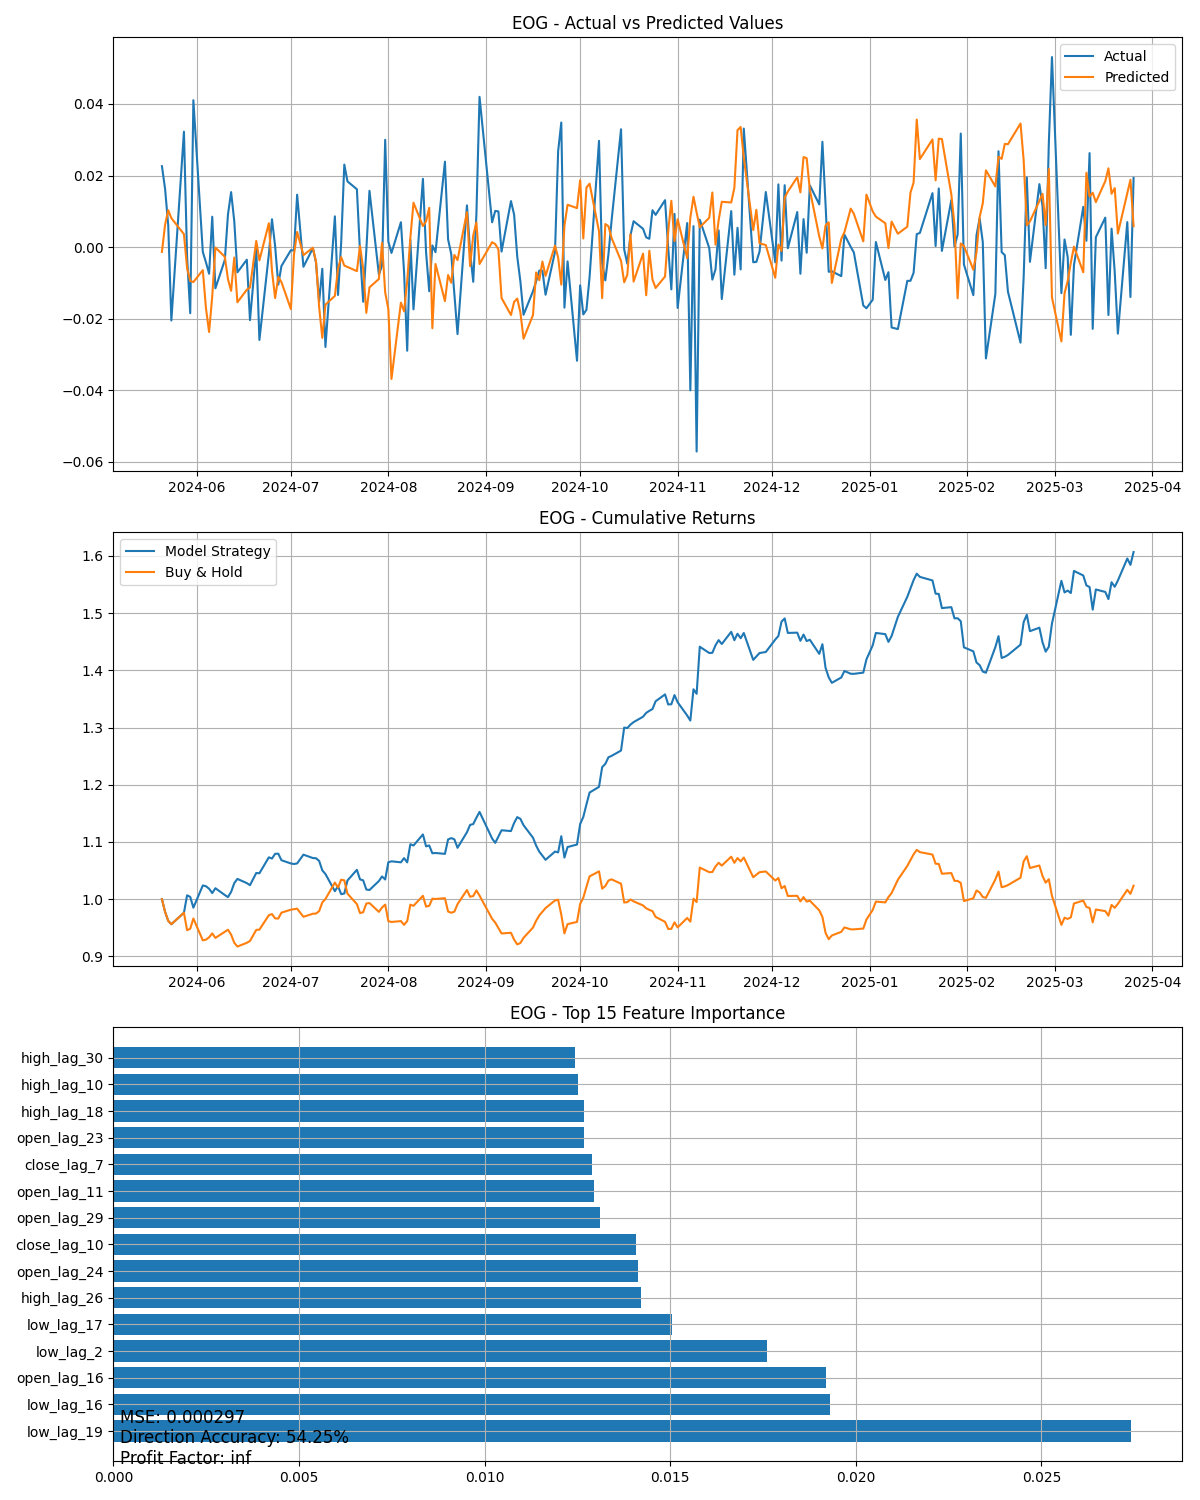 EOG - Actual vs Predicted Values
Actual
Predicted
0.04
0.02
0.00
−0.02
−0.04
−0.06
2024-06 2024-07 2024-08 2024-09 2024-10 2024-11 2024-12 2025-01 2025-02 2025-03 2025-04
EOG - Cumulative Returns
Model Strategy
Buy & Hold
1.6
1.5
1.4
1.3
1.2
1.1
1.0
0.9
2024-06 2024-07 2024-08 2024-09 2024-10 2024-11 2024-12 2025-01 2025-02 2025-03 2025-04
EOG - Top 15 Feature Importance
high_lag_30
high_lag_10
high_lag_18
open_lag_23
close_lag_7
open_lag_11
open_lag_29
close_lag_10
open_lag_24
high_lag_26
low_lag_17
low_lag_2
open_lag_16
low_lag_16
low_lag_19
MSE: 0.000297
Direction Accuracy: 54.25%
Profit Factor: inf
0.000 0.005 0.010 0.015 0.020 0.025